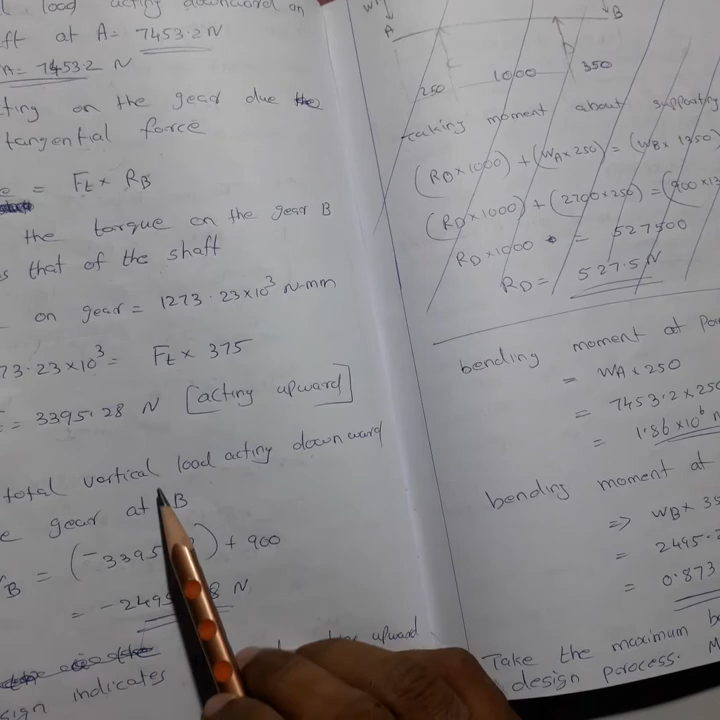 load acting downward on
ft at A = 7453.2 N
A = 7453.2 N
ting on the gear due the
tangential force
= Ft × RB
the torque on the gear B
s that of the shaft
on gear = 1273.23×10³ N-mm
73.23×10³ = Ft × 375
= 3395.28 N [acting upward]
total vertical load acting downward
e gear at B
B = (-3395 ) + 900
= -249 8 N
upward
sign indicates
A
B
250
1000
350
taking moment about supporting
(RD×1000) + (WA×250) = (WB×1350)
(RD×1000) + (2700×250) = (900×13
RD×1000 = 527500
RD = 527.5 N
bending moment at
= WA × 250
= 7453.2 × 250
= 1.86×10⁶
bending moment at
=> WB × 35
= 2495.2
= 0.873
Take the maximum
design porocess. M